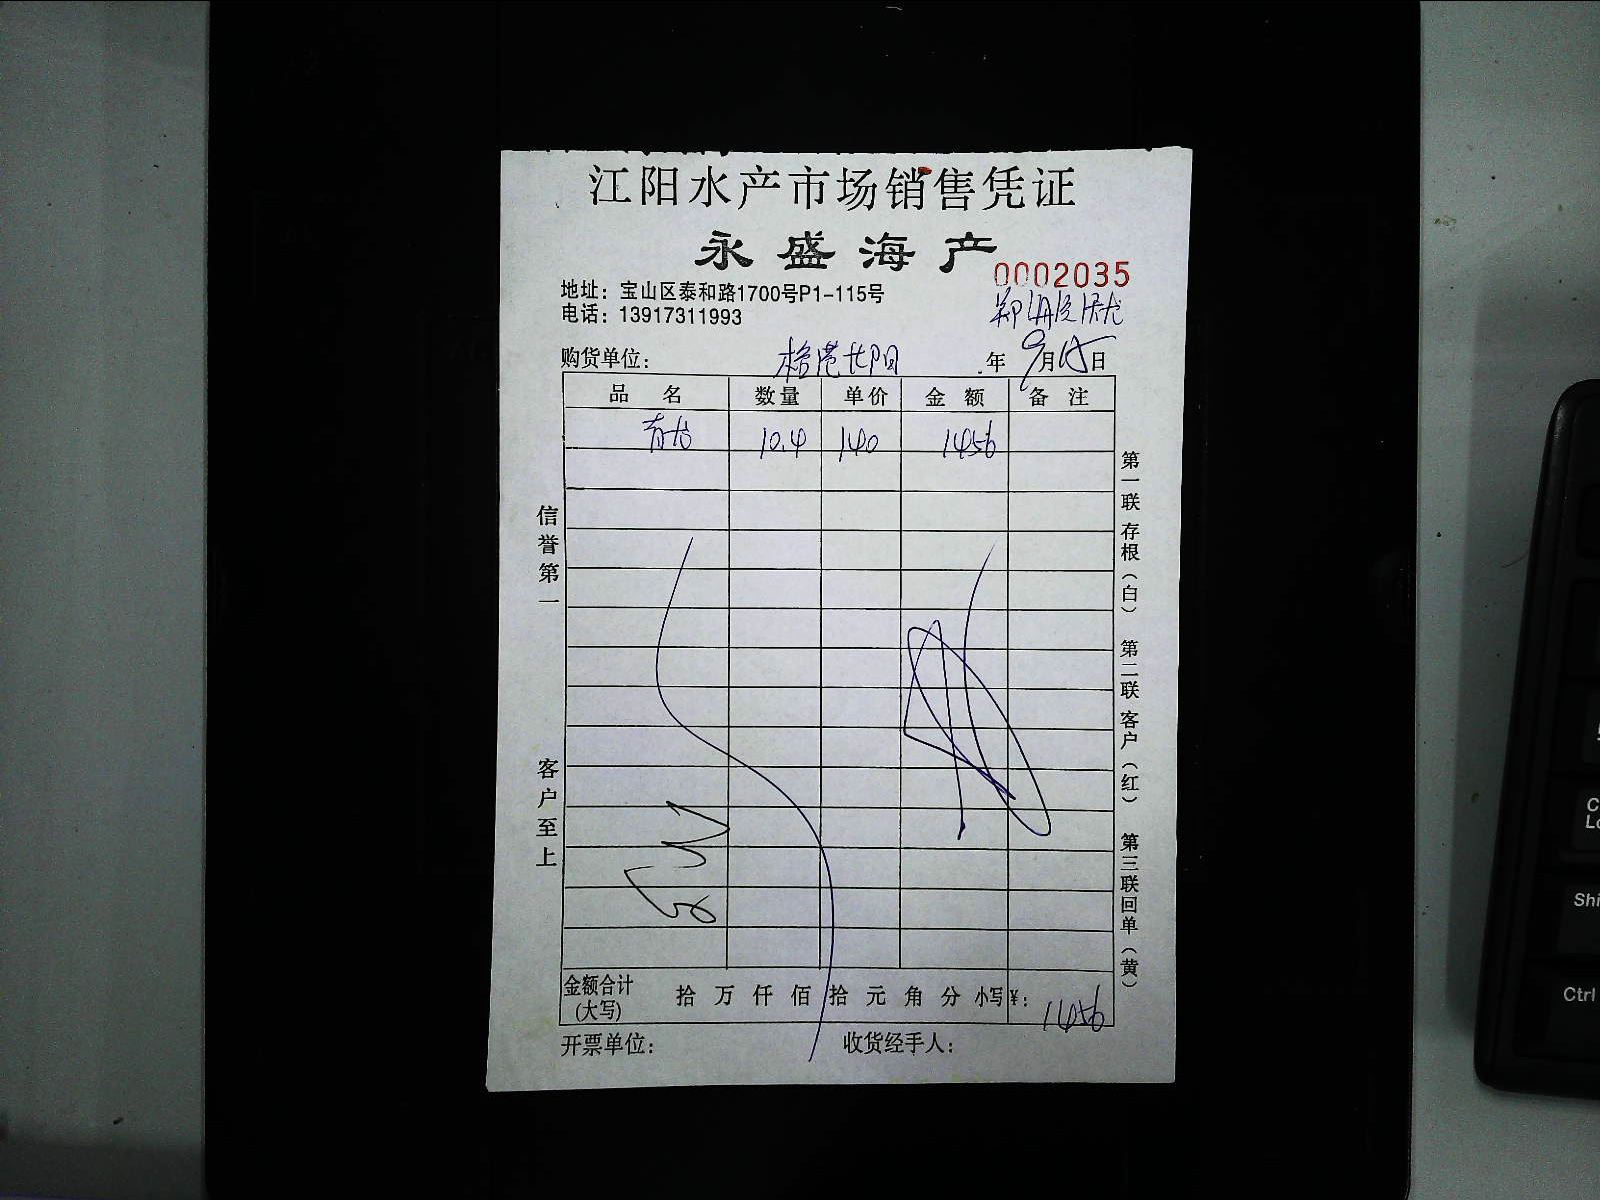 江阳水产市场销售凭证
永盛海产
0002035
地址：宝山区泰和路1700号P1-115号
电话：13917311993
购货单位： 年 9月15日
品 名 数量 单价 金 额 备 注
10.4 140 1456
信誉第一 客户至上
第一联 存根（白） 第二联 客户（红） 第三联 回单（黄）
金额合计
(大写) 拾 万 仟 佰 拾 元 角 分 小写¥： 1456
开票单位： 收货经手人：
Shi
Ctrl